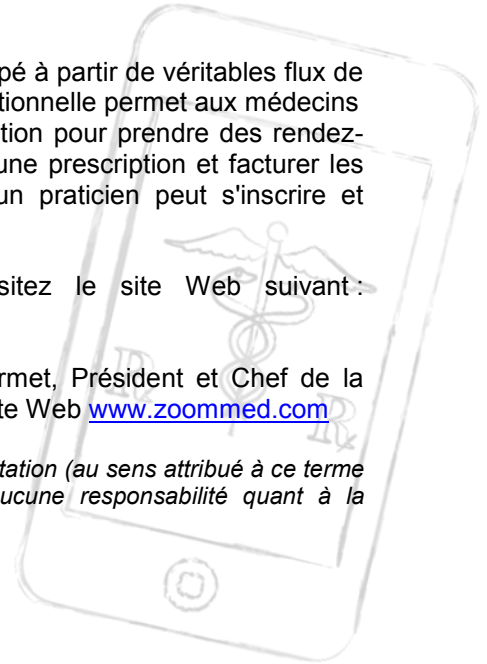 pé à partir de véritables flux de
tionnelle permet aux médecins
tion pour prendre des rendez-
une prescription et facturer les
un praticien peut s'inscrire et
sitez le site Web suivant :
rmet, Président et Chef de la
te Web www.zoommed.com
tation (au sens attribué à ce terme
ucune responsabilité quant à la
R
R